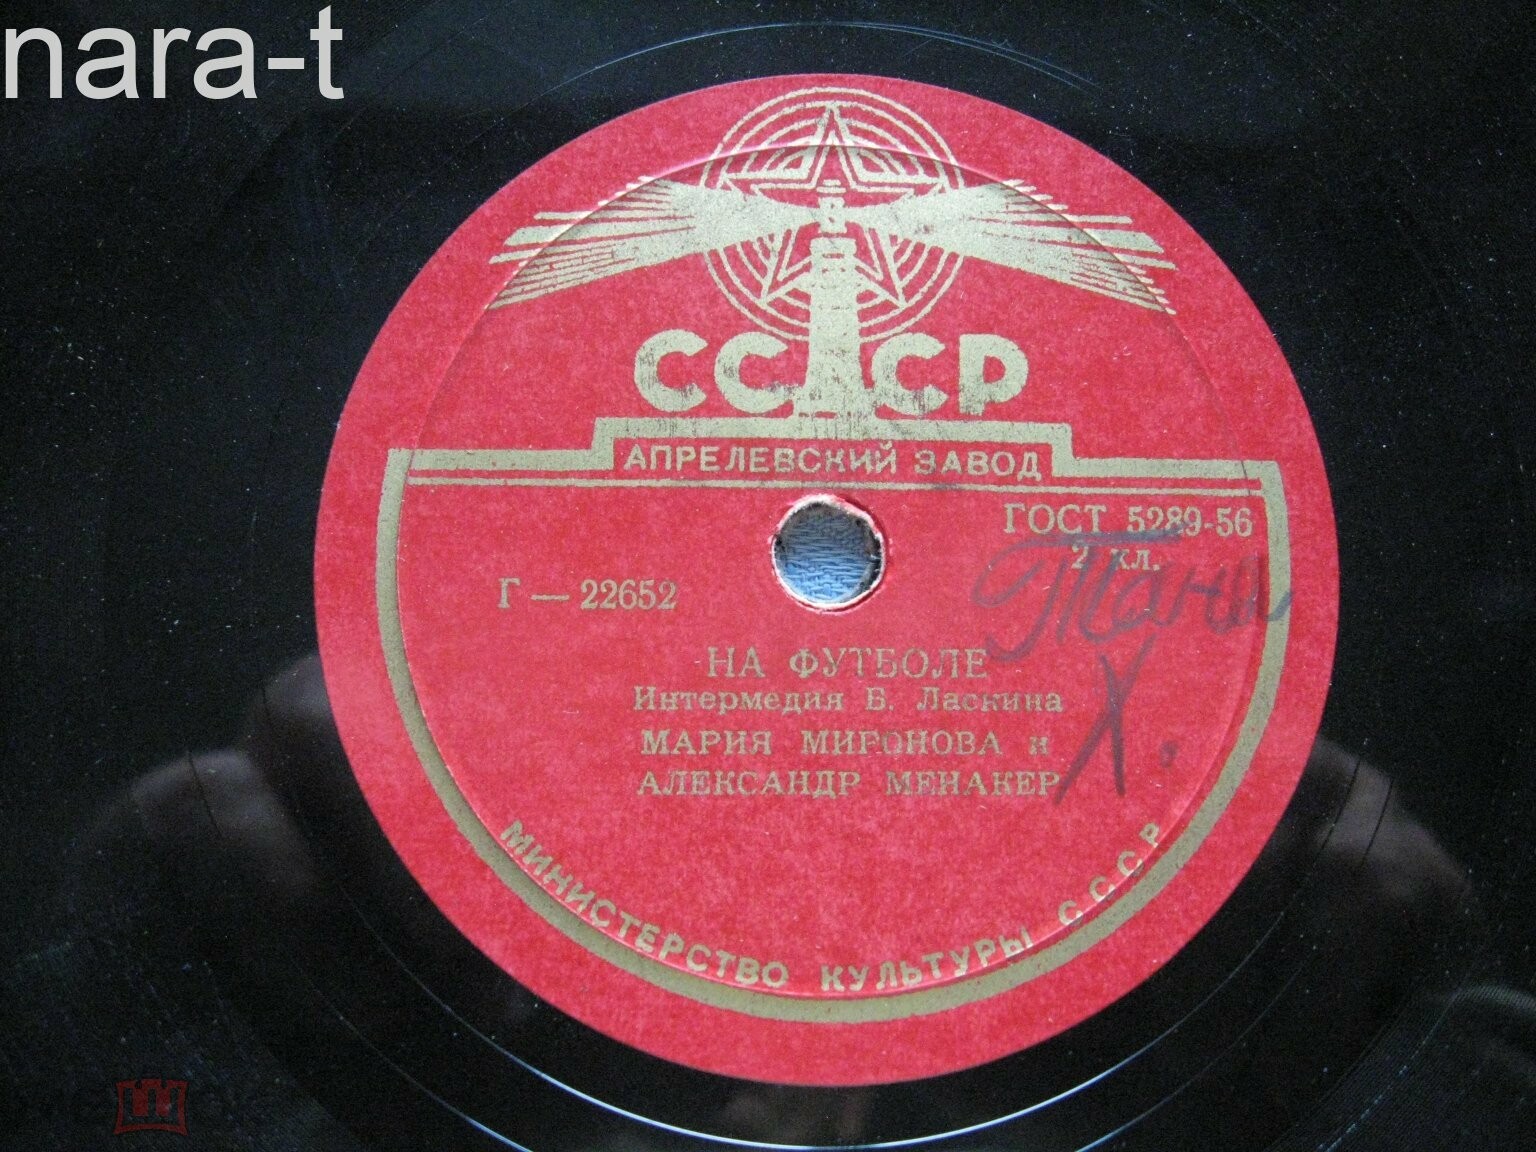 nara-t
СССР
АПРЕЛЕВСКИЙ ЗАВОД
ГОСТ 5289-56
2 кл.
Г — 22652
Тани
Х.
НА ФУТБОЛЕ
Интермедия Б. Ласкина
МАРИЯ МИРОНОВА и
АЛЕКСАНДР МЕНАКЕР
МИНИСТЕРСТВО КУЛЬТУРЫ СССР